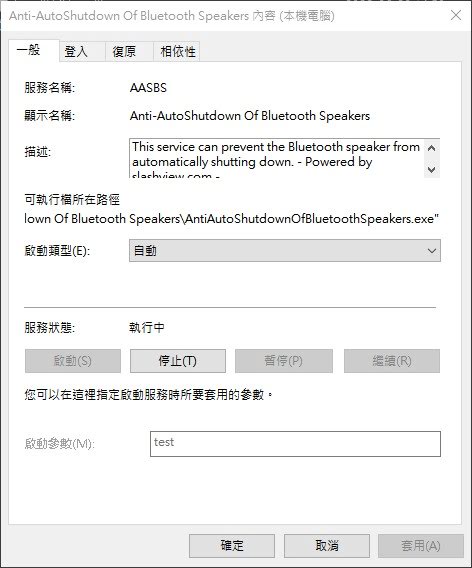 Anti-AutoShutdown Of Bluetooth Speakers 內容 (本機電腦)
一般 登入 復原 相依性
服務名稱: AASBS
顯示名稱: Anti-AutoShutdown Of Bluetooth Speakers
描述: This service can prevent the Bluetooth speaker from
automatically shutting down. - Powered by
slashview.com -
可執行檔所在路徑
lown Of Bluetooth Speakers\AntiAutoShutdownOfBluetoothSpeakers.exe"
啟動類型(E): 自動
服務狀態: 執行中
啟動(S) 停止(T) 暫停(P) 繼續(R)
您可以在這裡指定啟動服務時所要套用的參數。
啟動參數(M): test
確定 取消 套用(A)